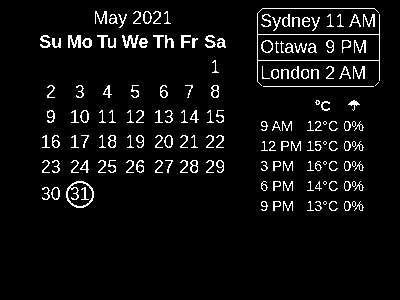 May 2021
Su Mo Tu We Th Fr Sa
1
2 3 4 5 6 7 8
9 10 11 12 13 14 15
16 17 18 19 20 21 22
23 24 25 26 27 28 29
30 31
Sydney 11 AM
Ottawa 9 PM
London 2 AM
°C ☂
9 AM 12°C 0%
12 PM 15°C 0%
3 PM 16°C 0%
6 PM 14°C 0%
9 PM 13°C 0%